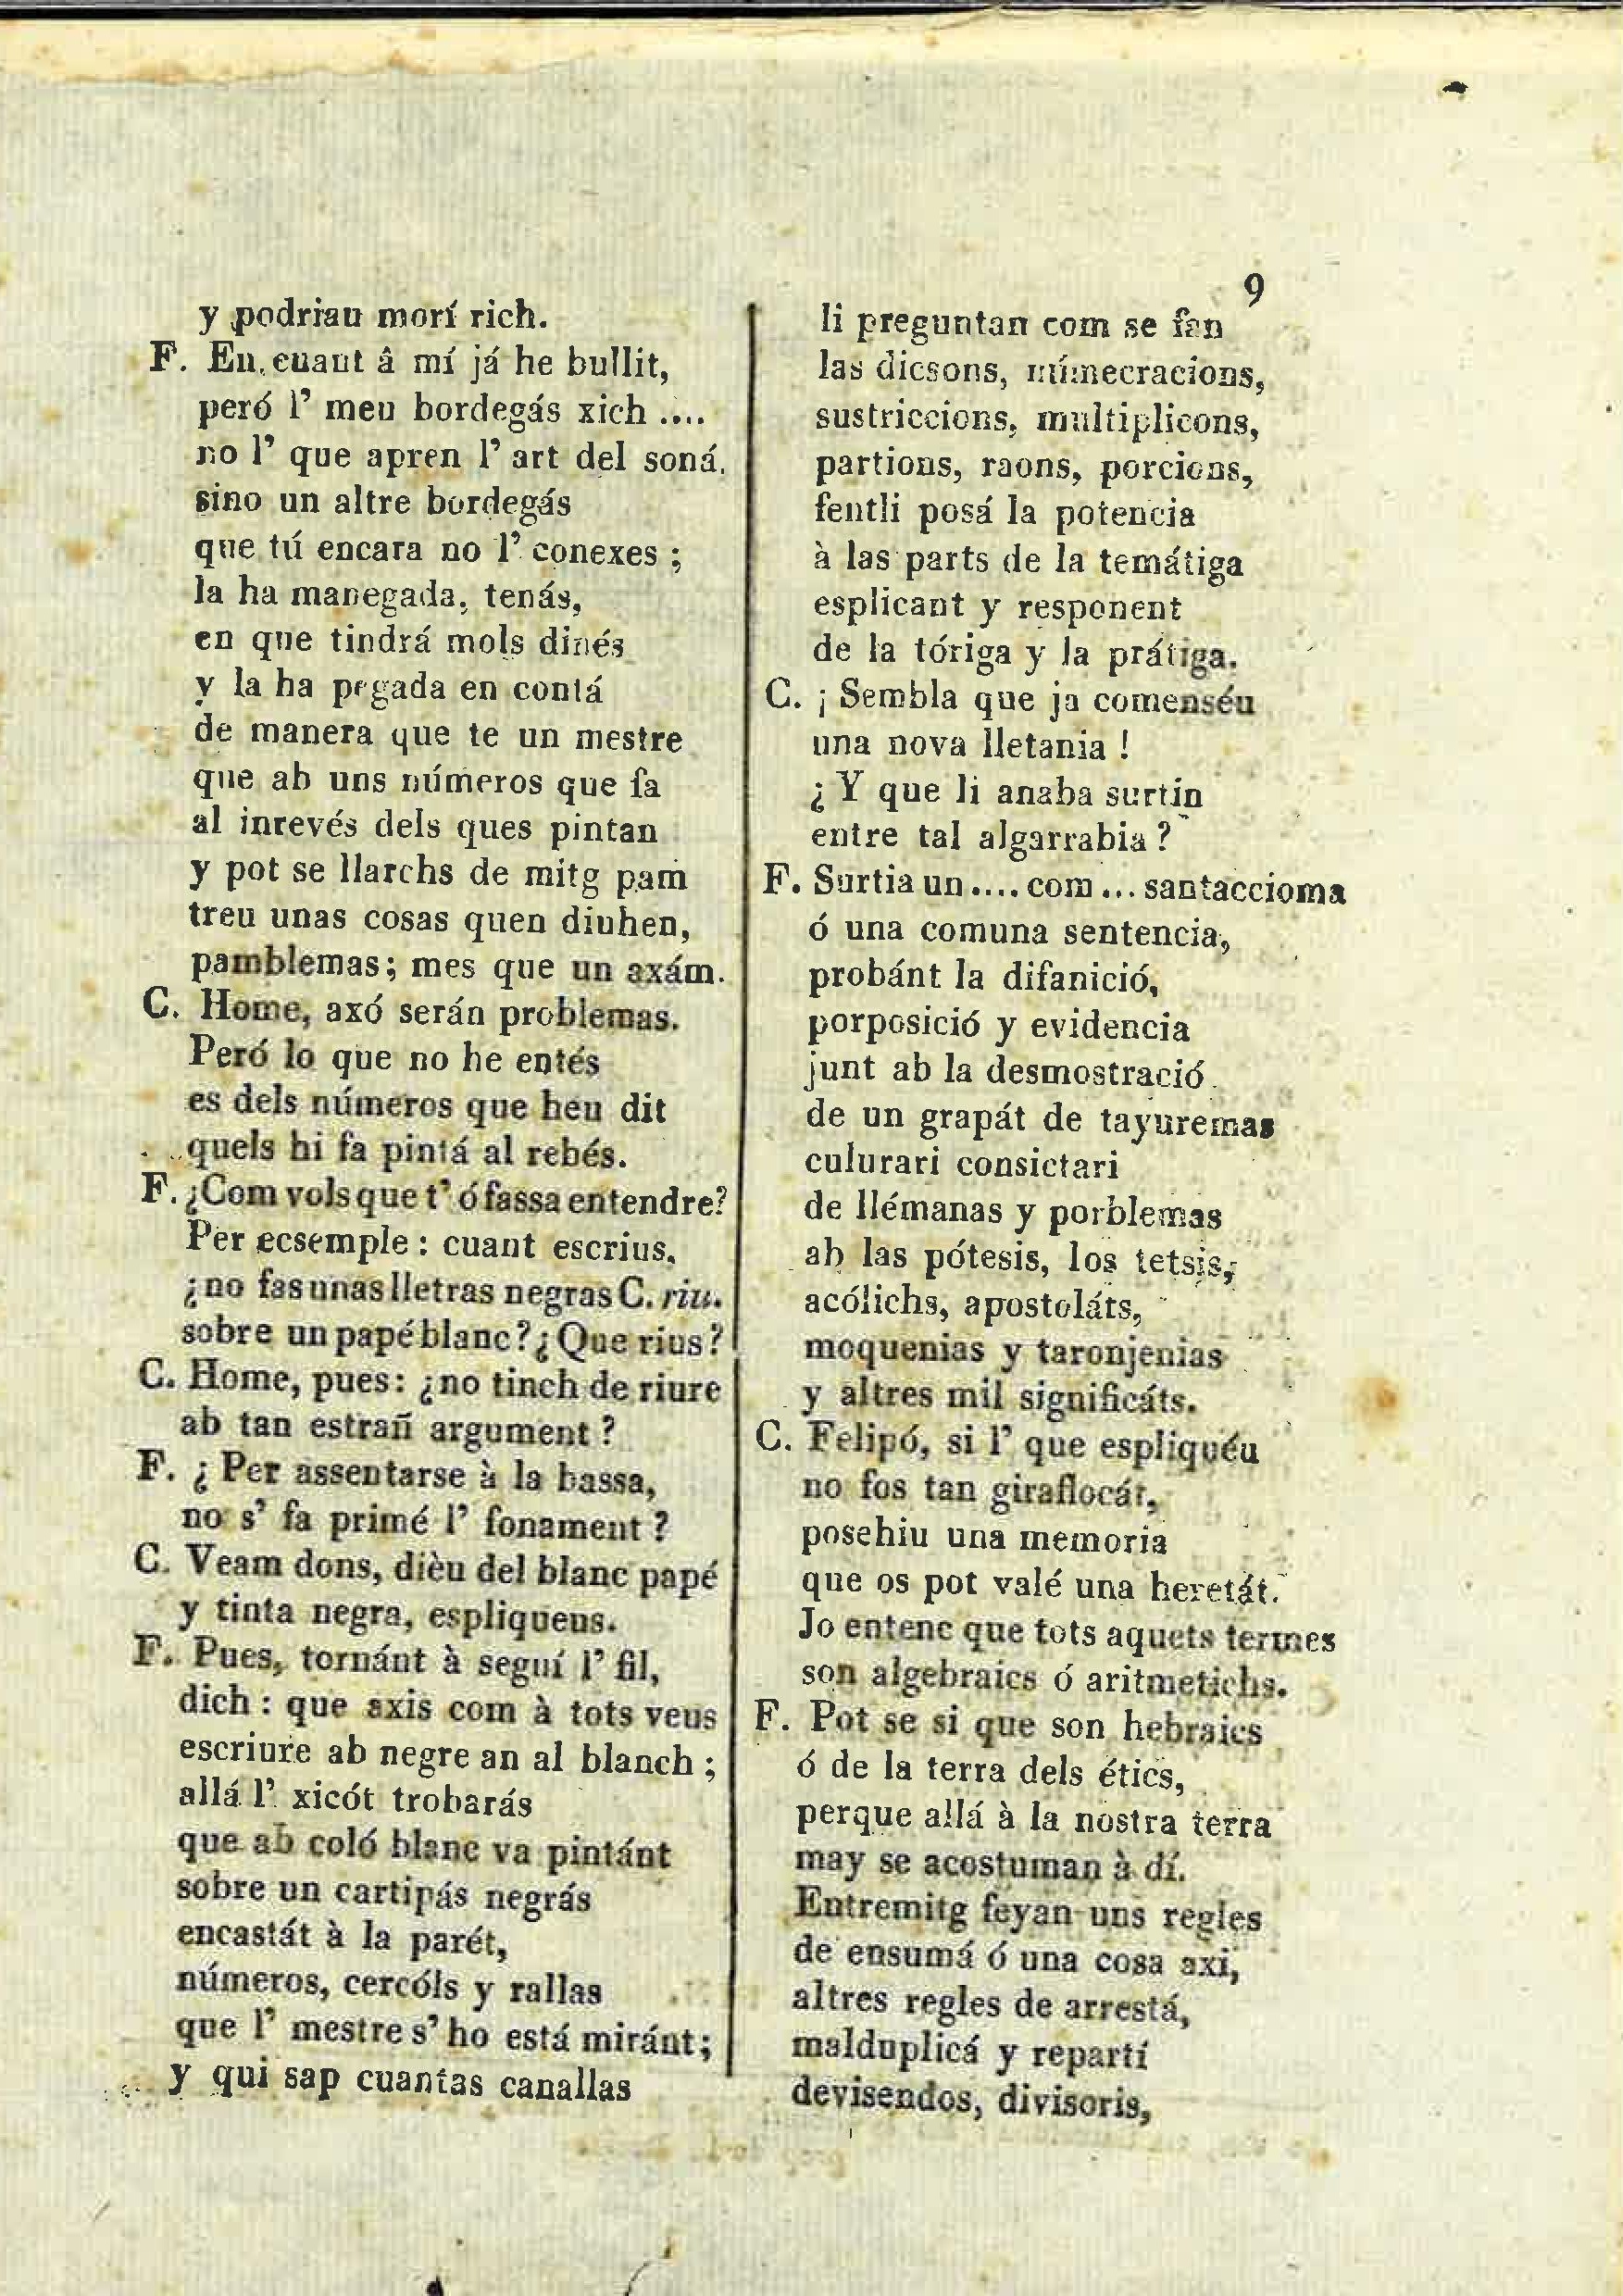 9
y podriau morí rich.
F. En cuant â mí já he bullit,
peró l' meu bordegás xich ....
no l' que apren l' art del soná,
sino un altre bordegás
que tú encara no l' conexes ;
la ha manegada, tenás,
en que tindrá mols dinés
y la ha pegada en contá
de manera que te un mestre
que ab uns números que fa
al inrevés dels ques pintan
y pot se llarchs de mitg pam
treu unas cosas quen diuhen,
pamblemas; mes que un axám.
C. Home, axó serán problemas.
Peró lo que no he entés
es dels números que heu dit
quels hi fa pintá al rebés.
F. ¿Com vols que t' ó fassa entendre?
Per ecsemple : cuant escrius,
¿no fas unas lletras negras C. riu.
sobre un papé blanc? ¿Que rius?
C. Home, pues: ¿no tinch de riure
ab tan estrañ argument ?
F. ¿ Per assentarse à la bassa,
no s' fa primé l' fonament ?
C. Veam dons, dièu del blanc papé
y tinta negra, espliqueus.
F. Pues, tornánt à seguí l' fil,
dich : que axis com à tots veus
escriure ab negre an al blanch ;
allá l' xicót trobarás
que ab coló blanc va pintánt
sobre un cartipás negrás
encastát à la parét,
números, cercóls y rallas
que l' mestre s' ho está miránt;
y qui sap cuantas canallas
li preguntan com se fan
las dicsons, númecracions,
sustriccions, multiplicons,
partions, raons, porcions,
fentli posá la potencia
à las parts de la temátiga
esplicant y responent
de la tóriga y la prátiga.
C. ¡ Sembla que ja comenséu
una nova lletania !
¿ Y que li anaba surtin
entre tal algarrabia ?
F. Surtia un .... com ... santaccioma
ó una comuna sentencia,
probánt la difanició,
porposició y evidencia
junt ab la desmostració
de un grapát de tayuremas
culurari consictari
de llémanas y porblemas
ab las pótesis, los tetsis,
acólichs, apostoláts,
moquenias y taronjenias
y altres mil significáts.
C. Felipó, si l' que espliquéu
no fos tan giraflocát,
posehiu una memoria
que os pot valé una heretát.
Jo entenc que tots aquets termes
son algebraics ó aritmetichs.
F. Pot se si que son hebraics
ó de la terra dels étics,
perque allá à la nostra terra
may se acostuman à dí.
Entremitg feyan uns regles
de ensumá ó una cosa axi,
altres regles de arrestá,
malduplicá y repartí
devisendos, divisoris,